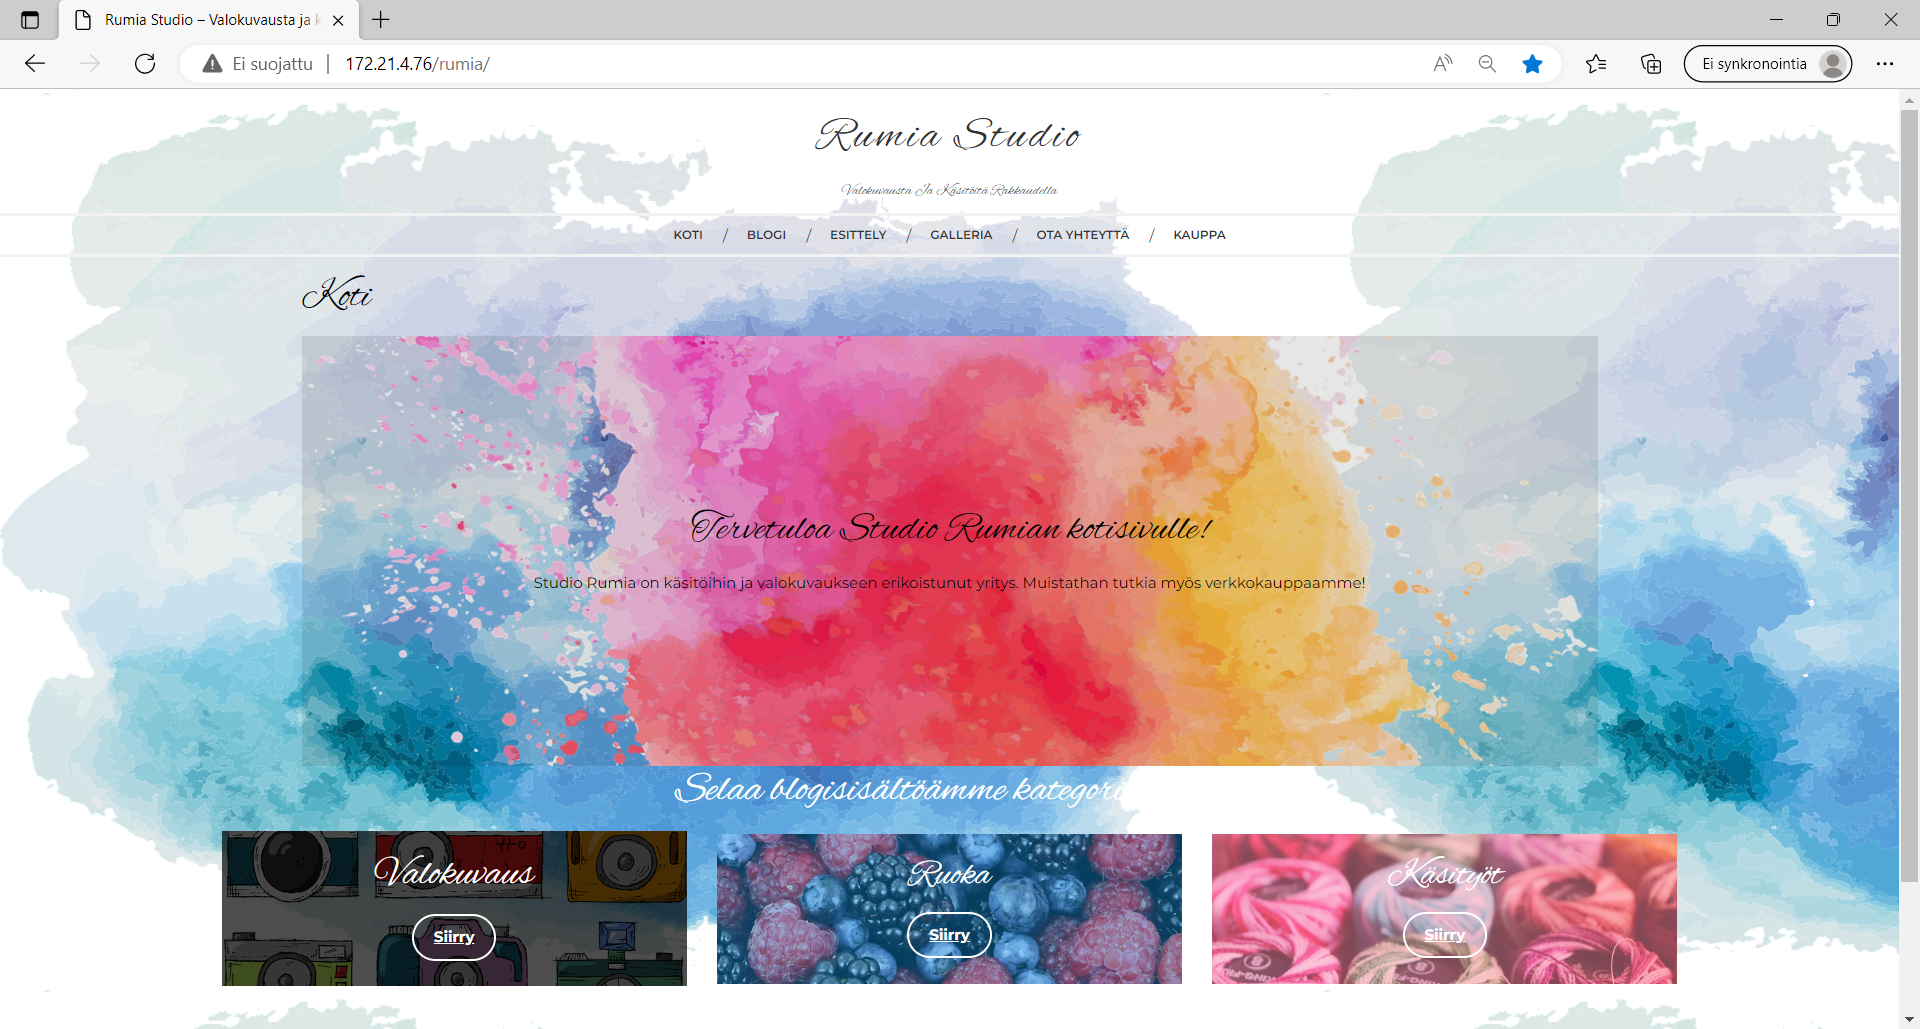 Rumia Studio – Valokuvausta ja k
Ei suojattu
172.21.4.76/rumia/
Ei synkronointia
Rumia Studio
Valokuvausta Ja Käsitöitä Rakkaudella
KOTI / BLOGI / ESITTELY / GALLERIA / OTA YHTEYTTÄ / KAUPPA
Koti
Tervetuloa Studio Rumian kotisivulle!
Studio Rumia on käsitöihin ja valokuvaukseen erikoistunut yritys. Muistathan tutkia myös verkkokauppaamme!
Selaa blogisisältöämme
Valokuvaus
Siirry
Ruoka
Siirry
Käsityöt
Siirry